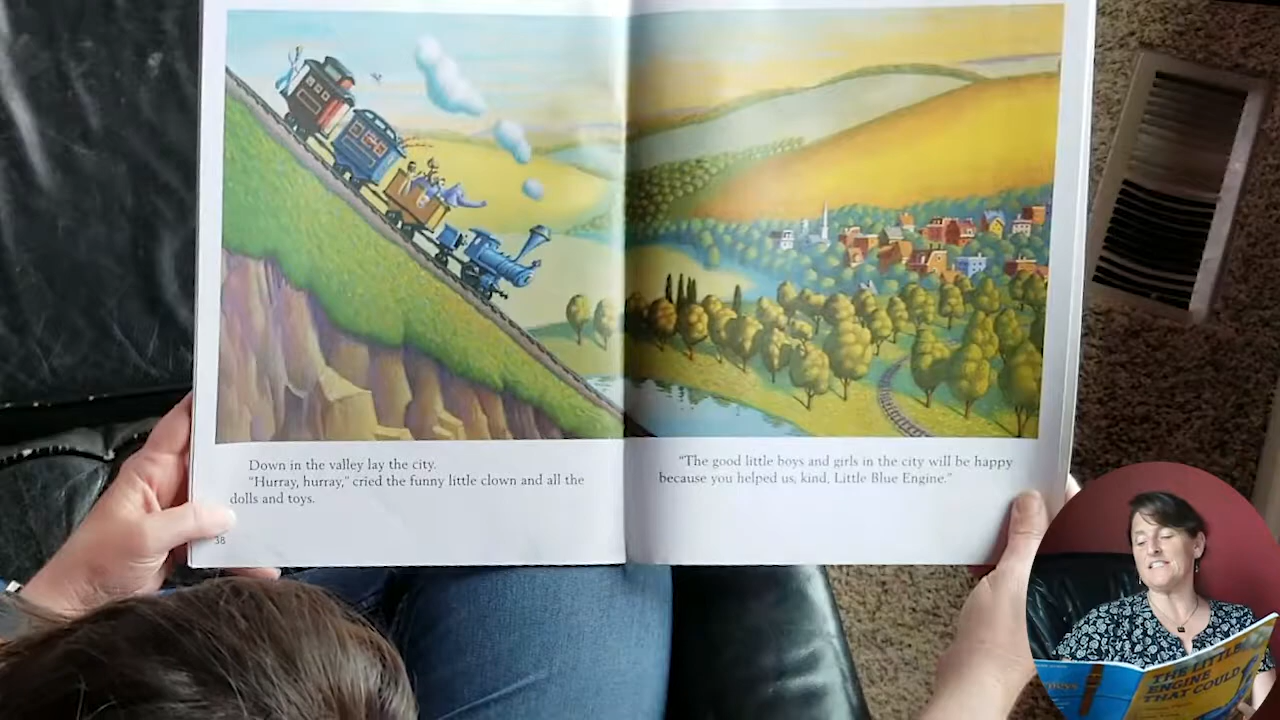 Down in the valley lay the city.
"Hurray, hurray," cried the funny little clown and all the
dolls and toys.
38
"The good little boys and girls in the city will be happy
because you helped us, kind, Little Blue Engine."
THE LITTLE
ENGINE
THAT COULD